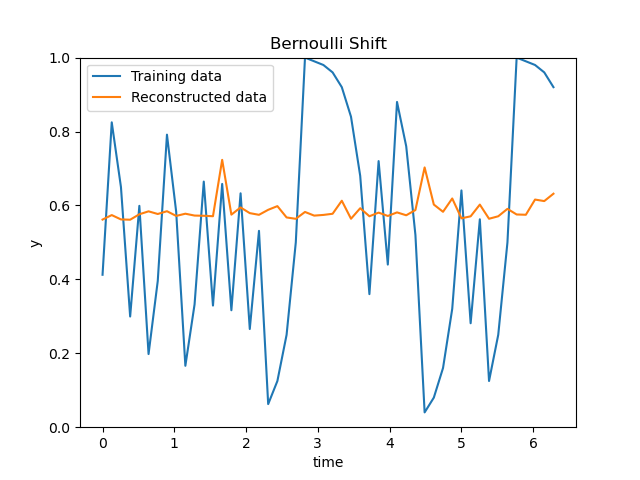 Bernoulli Shift
Training data
Reconstructed data
y
1.0
0.8
0.6
0.4
0.2
0.0
0 1 2 3 4 5 6
time